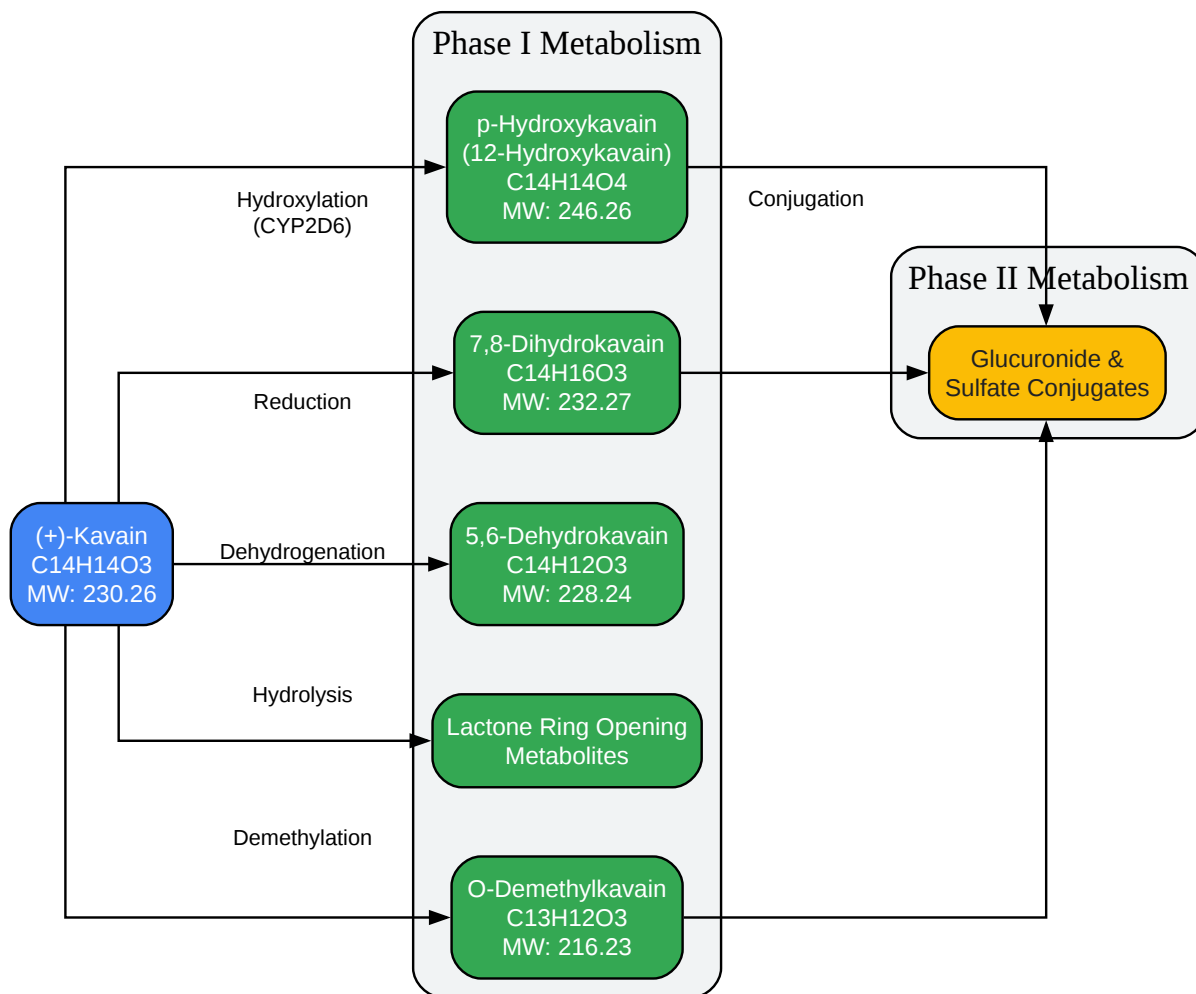 Phase I Metabolism
p-Hydroxykavain
(12-Hydroxykavain)
C14H14O4
MW: 246.26
Hydroxylation
(CYP2D6)
Conjugation
Phase II Metabolism
7,8-Dihydrokavain
C14H16O3
MW: 232.27
Glucuronide &
Sulfate Conjugates
Reduction
(+)-Kavain
C14H14O3
MW: 230.26
Dehydrogenation
5,6-Dehydrokavain
C14H12O3
MW: 228.24
Hydrolysis
Lactone Ring Opening
Metabolites
Demethylation
O-Demethylkavain
C13H12O3
MW: 216.23